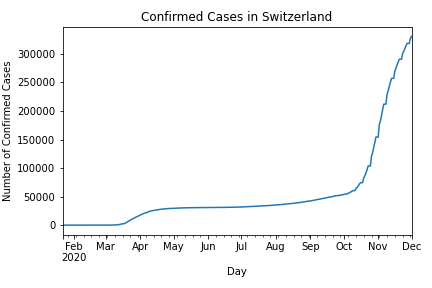 Confirmed Cases in Switzerland
Number of Confirmed Cases
300000
250000
200000
150000
100000
50000
0
Feb Mar Apr May Jun Jul Aug Sep Oct Nov Dec
2020
Day